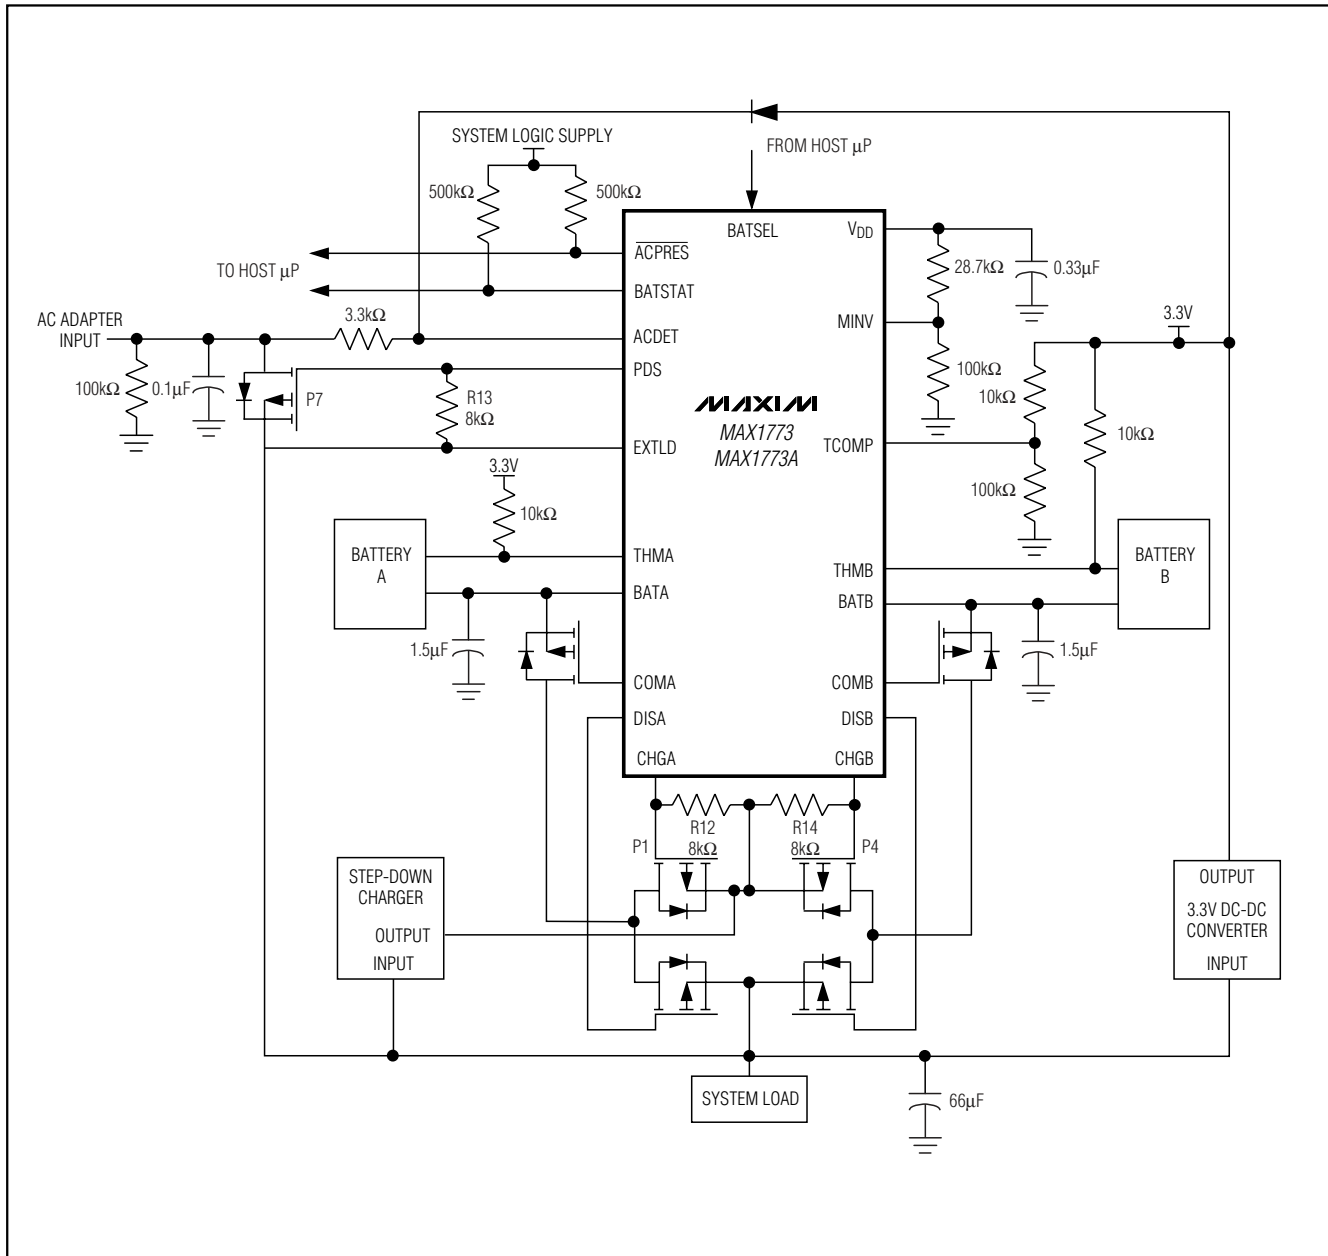 SYSTEM LOGIC SUPPLY
FROM HOST μP
500kΩ
500kΩ
BATSEL
VDD
ACPRES
28.7kΩ
0.33μF
TO HOST μP
BATSTAT
AC ADAPTER
INPUT
3.3kΩ
ACDET
MINV
3.3V
PDS
100kΩ
100kΩ
0.1μF
P7
R13
8kΩ
10kΩ
MAXIM
MAX1773
MAX1773A
EXTLD
TCOMP
10kΩ
3.3V
10kΩ
100kΩ
BATTERY
A
THMA
THMB
BATTERY
B
BATA
BATB
1.5μF
1.5μF
COMA
COMB
DISA
DISB
CHGA
CHGB
R12
8kΩ
R14
8kΩ
P1
P4
STEP-DOWN
CHARGER
OUTPUT
INPUT
OUTPUT
3.3V DC-DC
CONVERTER
INPUT
SYSTEM LOAD
66μF